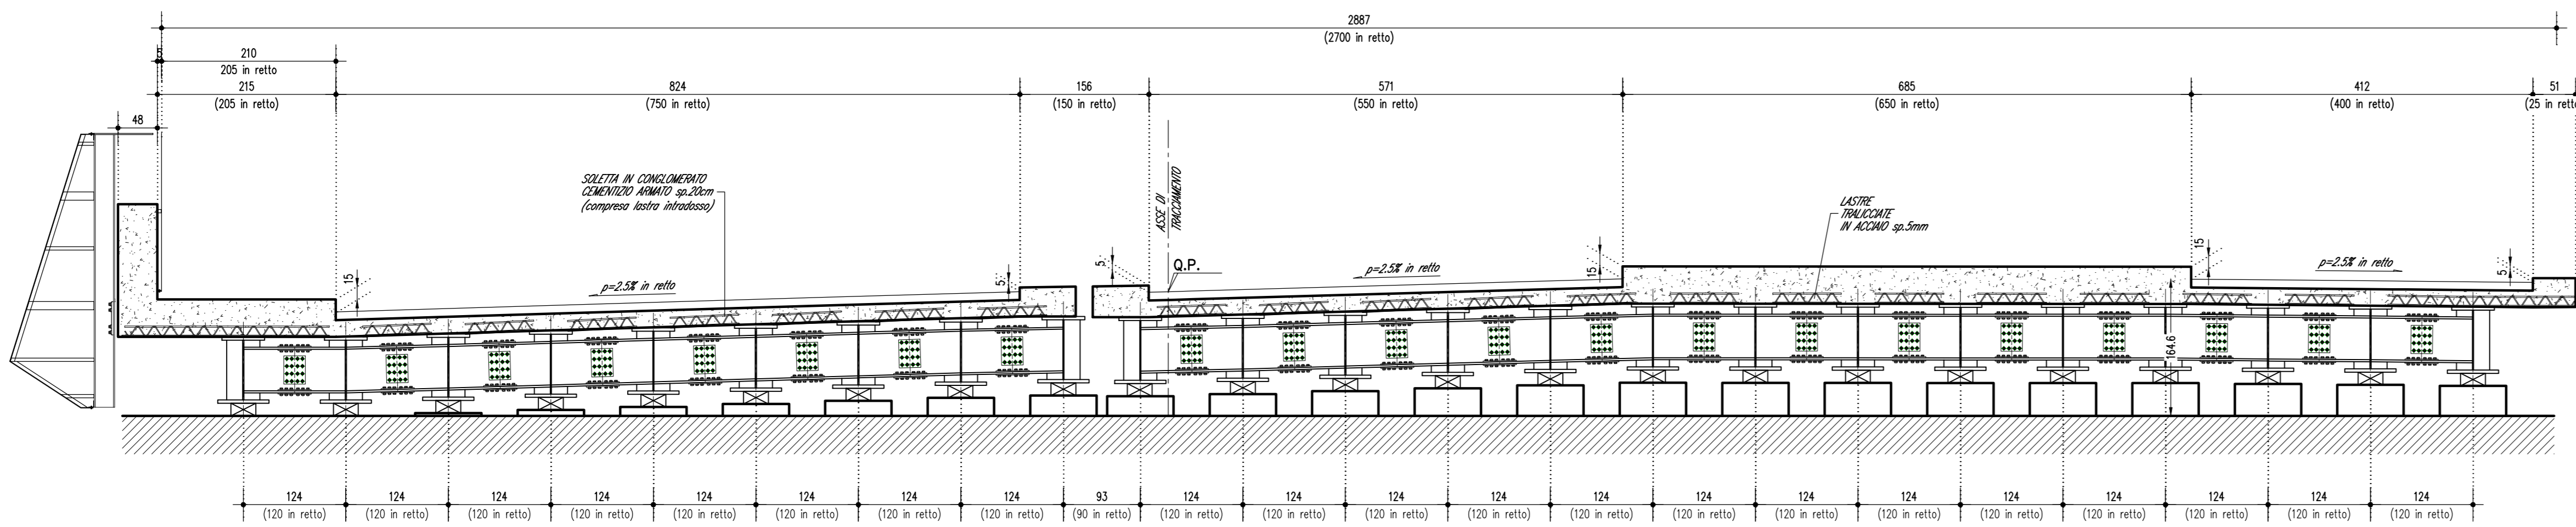 2887
(2700 in retto)
5
210
205 in retto
215
(205 in retto)
824
(750 in retto)
156
(150 in retto)
571
(550 in retto)
685
(650 in retto)
412
(400 in retto)
51
(25 in retto
48
SOLETTA IN CONGLOMERATO
CEMENTIZIO ARMATO sp.20cm
(compresa lastra intradosso)
ASSE DI
TRACCIAMENTO
LASTRE
TRALICCIATE
IN ACCIAIO sp.5mm
15
p=2.5% in retto
5
5
Q.P.
p=2.5% in retto
15
15
p=2.5% in retto
5
164.6
124
(120 in retto)
124
(120 in retto)
124
(120 in retto)
124
(120 in retto)
124
(120 in retto)
124
(120 in retto)
124
(120 in retto)
124
(120 in retto)
93
(90 in retto)
124
(120 in retto)
124
(120 in retto)
124
(120 in retto)
124
(120 in retto)
124
(120 in retto)
124
(120 in retto)
124
(120 in retto)
124
(120 in retto)
124
(120 in retto)
124
(120 in retto)
124
(120 in retto)
124
(120 in retto)
124
(120 in retto)